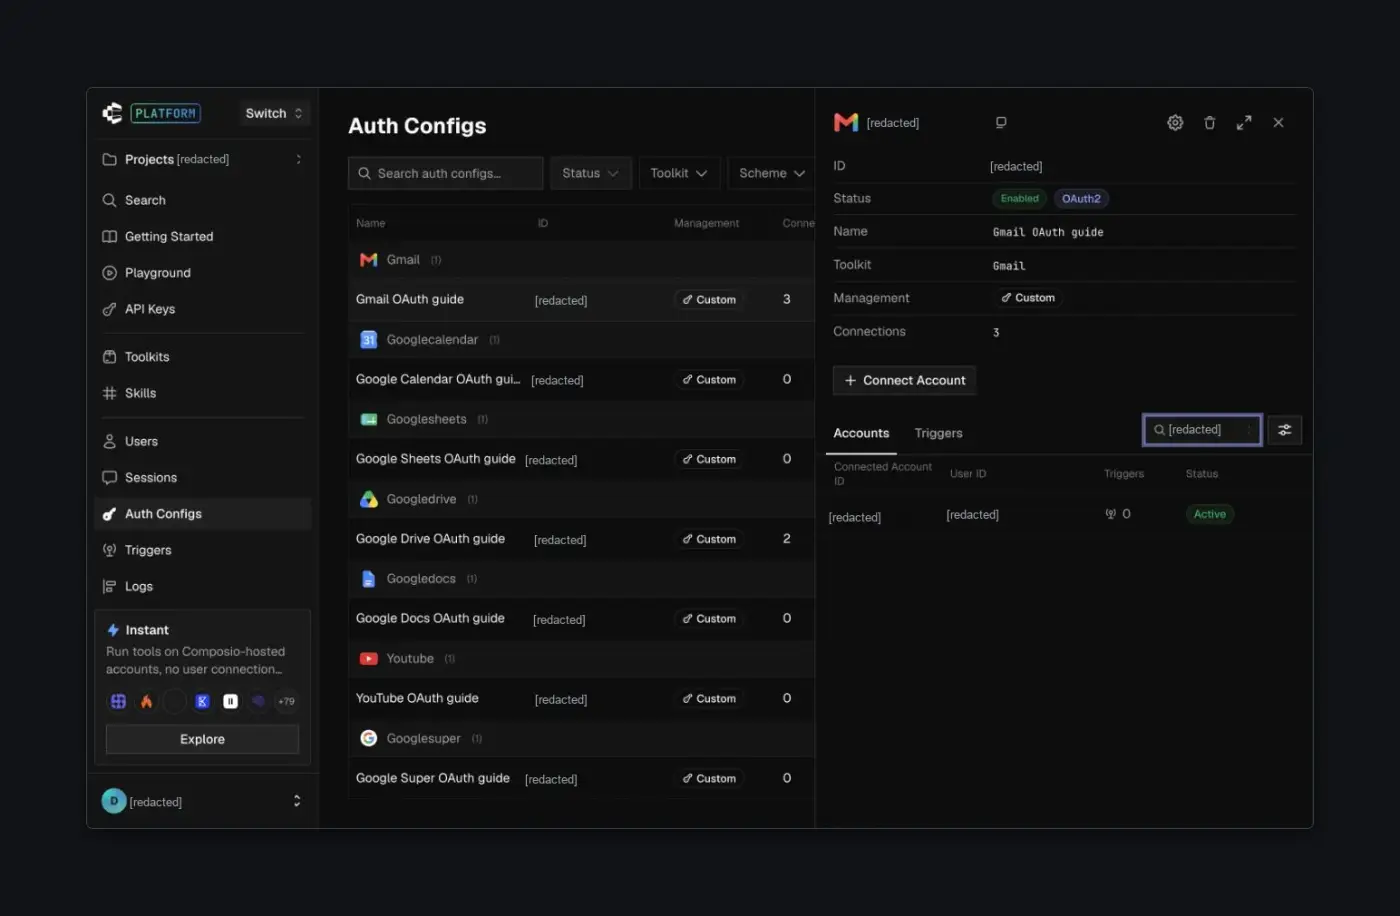 PLATFORM
Switch
Projects [redacted]
Search
Getting Started
Playground
API Keys
Toolkits
Skills
Users
Sessions
Auth Configs
Triggers
Logs
Instant
Run tools on Composio-hosted
accounts, no user connection...
+79
Explore
D [redacted]
Auth Configs
Search auth configs...
Status
Toolkit
Scheme
Name ID Management Conne
Gmail (1)
Gmail OAuth guide [redacted] Custom 3
31 Googlecalendar (1)
Google Calendar OAuth gui... [redacted] Custom 0
Googlesheets (1)
Google Sheets OAuth guide [redacted] Custom 0
Googledrive (1)
Google Drive OAuth guide [redacted] Custom 2
Googledocs (1)
Google Docs OAuth guide [redacted] Custom 0
Youtube (1)
YouTube OAuth guide [redacted] Custom 0
Googlesuper (1)
Google Super OAuth guide [redacted] Custom 0
[redacted]
ID [redacted]
Status Enabled OAuth2
Name Gmail OAuth guide
Toolkit Gmail
Management Custom
Connections 3
+ Connect Account
Accounts Triggers [redacted]
Connected Account
ID
User ID Triggers Status
[redacted] [redacted] 0 Active